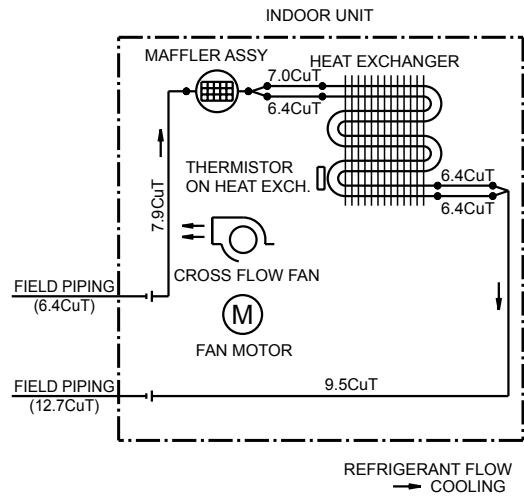 INDOOR UNIT
MAFFLER ASSY
HEAT EXCHANGER
7.0CuT
6.4CuT
THERMISTOR
ON HEAT EXCH.
6.4CuT
6.4CuT
7.9CuT
CROSS FLOW FAN
FIELD PIPING
(6.4CuT)
M
FAN MOTOR
FIELD PIPING
(12.7CuT)
9.5CuT
REFRIGERANT FLOW
COOLING